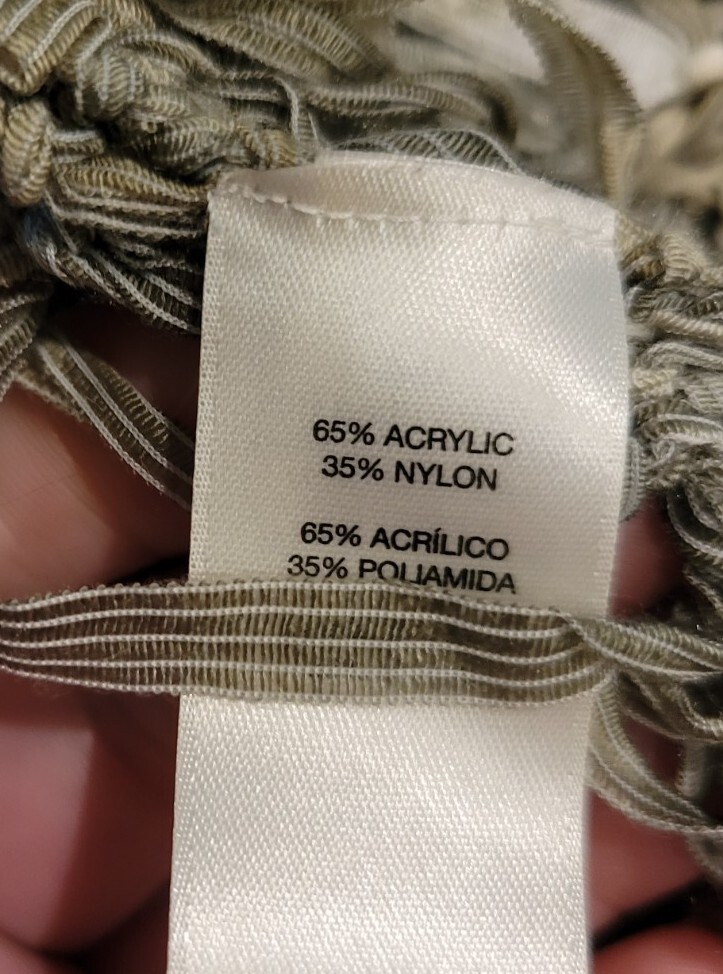 65% ACRYLIC
35% NYLON
65% ACRÍLICO
35% POLIAMIDA